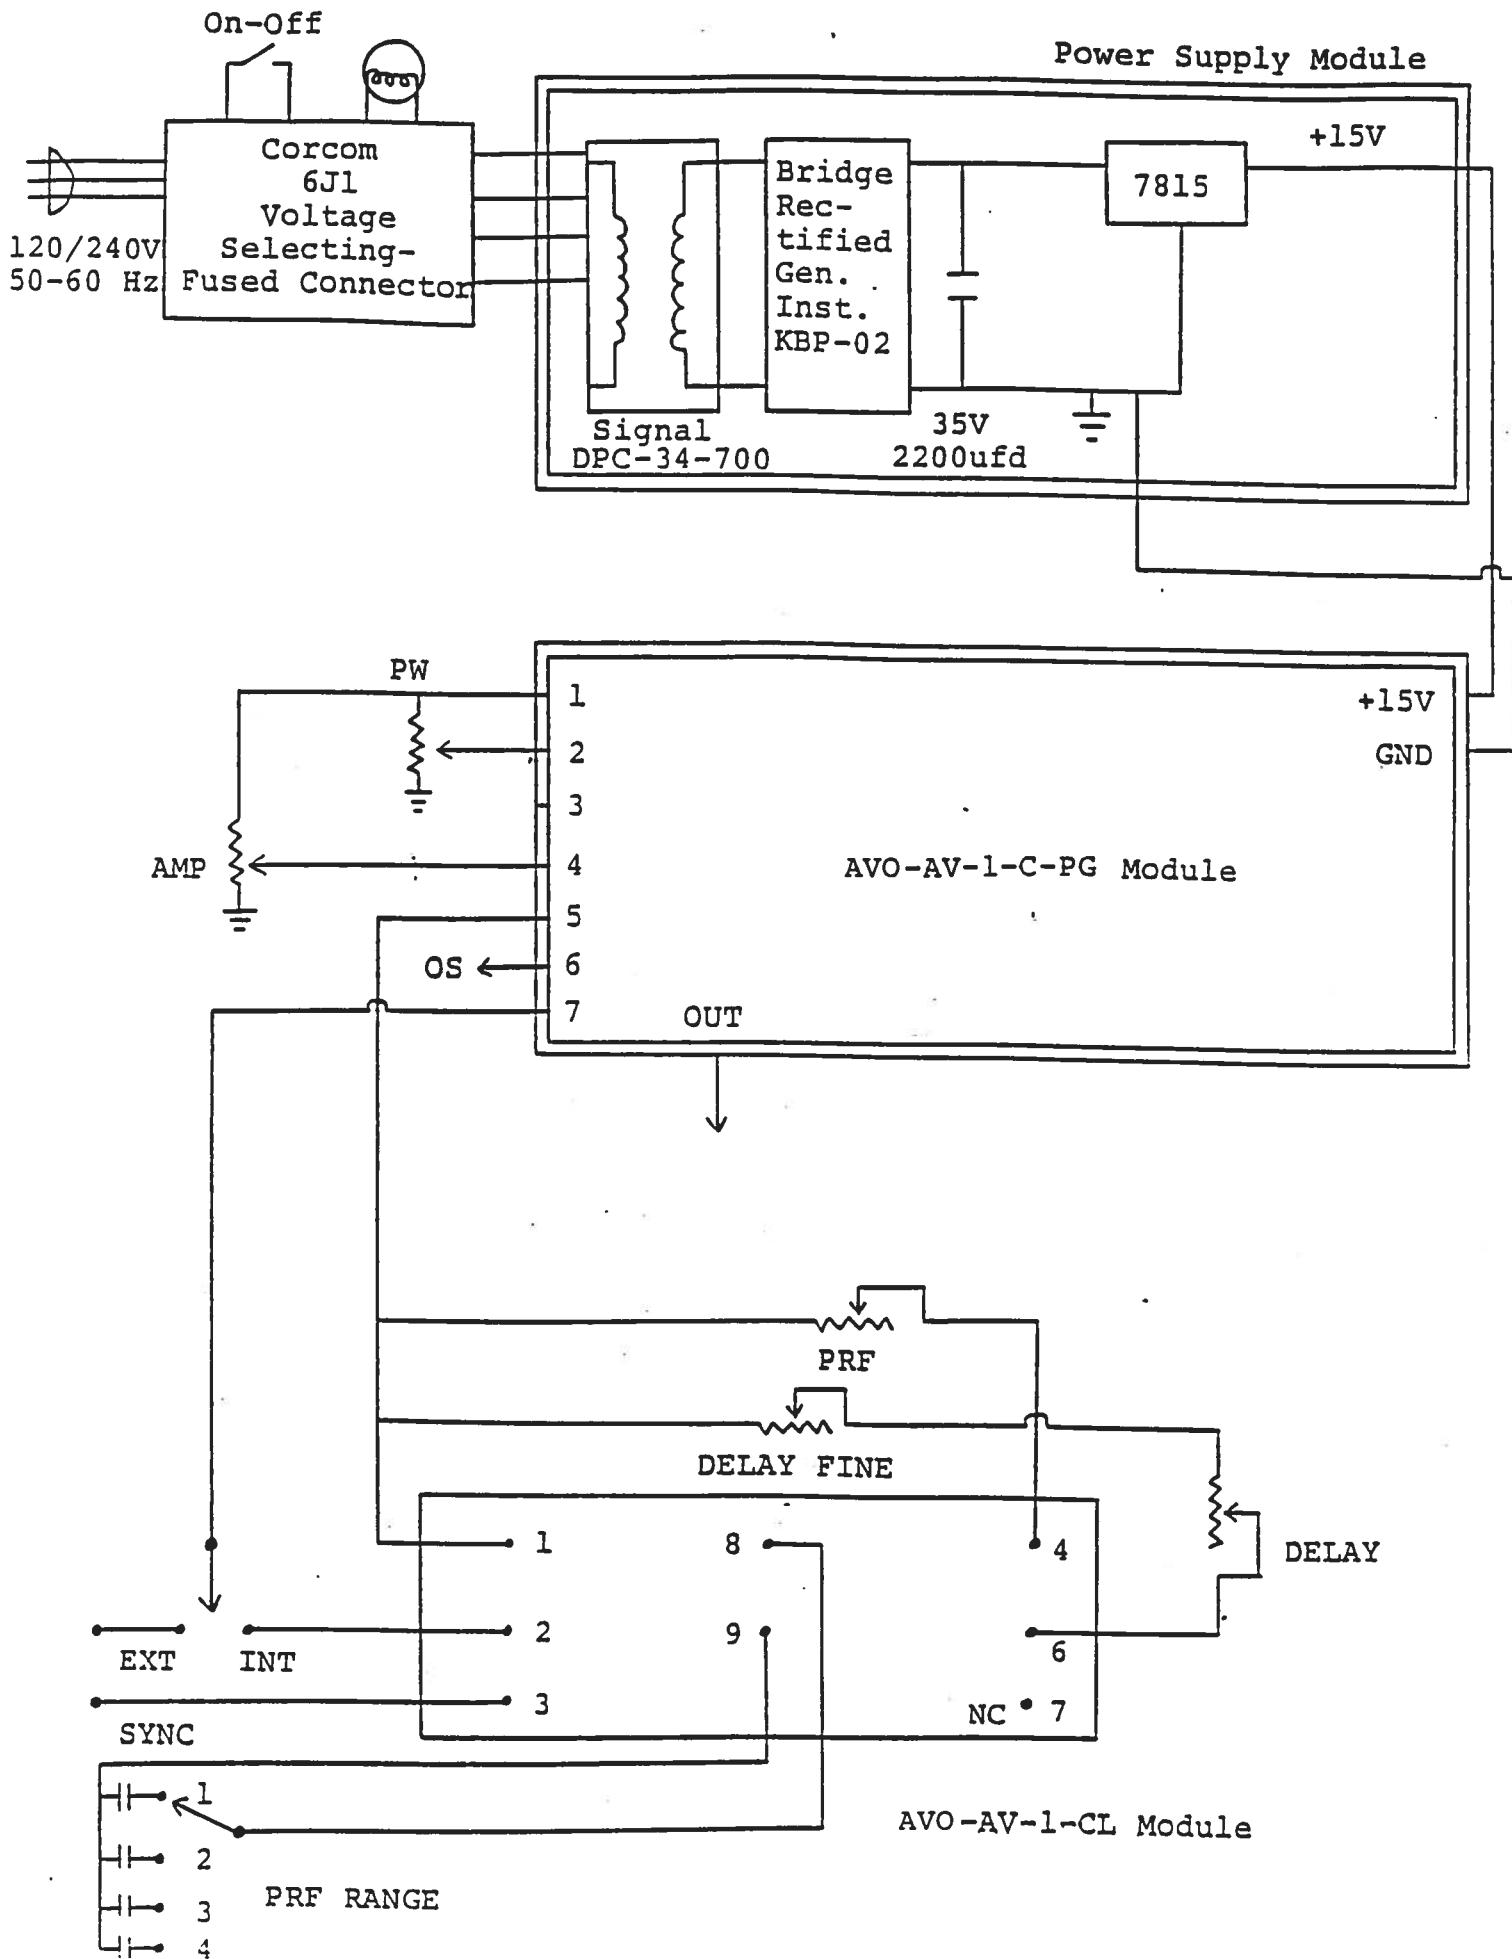 On-Off
Power Supply Module
Corcom
6J1
Voltage
Selecting-
Fused Connector
120/240V
50-60 Hz
Signal
DPC-34-700
Bridge
Rec-
tified
Gen.
Inst.
KBP-02
35V
2200ufd
7815
+15V
PW
AMP
1
2
3
4
5
6
7
OS
OUT
+15V
GND
AVO-AV-1-C-PG Module
PRF
DELAY FINE
DELAY
1
8
4
2
9
6
3
NC
7
EXT
INT
SYNC
1
2
3
4
PRF RANGE
AVO-AV-1-CL Module